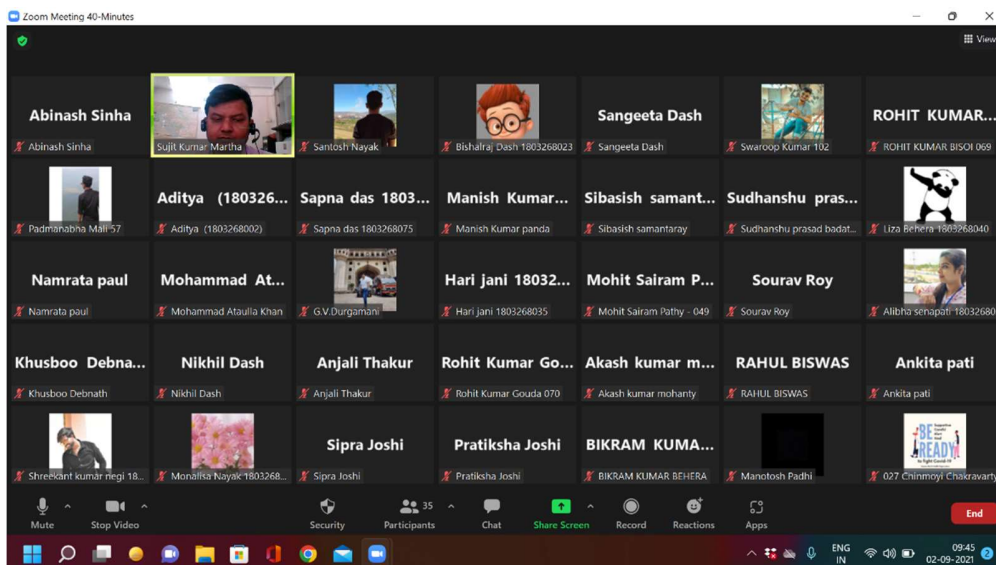 Zoom Meeting 40-Minutes
View
Abinash Sinha
Abinash Sinha
Sujit Kumar Martha
Santosh Nayak
Bishalraj Dash 1803268023
Sangeeta Dash
Sangeeta Dash
Swaroop Kumar 102
ROHIT KUMAR...
ROHIT KUMAR BISOI 069
Padmanabha Mali 57
Aditya (180326...
Aditya (1803268002)
Sapna das 1803...
Sapna das 1803268075
Manish Kumar...
Manish Kumar panda
Sibasish samant...
Sibasish samantaray
Sudhanshu pras...
Sudhanshu prasad badat...
Liza Behera 1803268040
Namrata paul
Namrata paul
Mohammad At...
Mohammad Ataulla Khan
G.V.Durgamani
Hari jani 18032...
Hari jani 1803268035
Mohit Sairam P...
Mohit Sairam Pathy - 049
Sourav Roy
Sourav Roy
Alibha senapati 18032680
Khusboo Debna...
Khusboo Debnath
Nikhil Dash
Nikhil Dash
Anjali Thakur
Anjali Thakur
Rohit Kumar Go...
Rohit Kumar Gouda 070
Akash kumar m...
Akash kumar mohanty
RAHUL BISWAS
RAHUL BISWAS
Ankita pati
Ankita pati
Shreekant kumar negi 18...
Monalisa Nayak 1803268...
Sipra Joshi
Sipra Joshi
Pratiksha Joshi
Pratiksha Joshi
BIKRAM KUMA...
BIKRAM KUMAR BEHERA
Manotosh Padhi
BE
READY
to fight Covid-19
027 Chinmoyi Chakravarty
Mute
Stop Video
Security
Participants
35
Chat
Share Screen
Record
Reactions
Apps
End
ENG
IN
09:45
02-09-2021
2